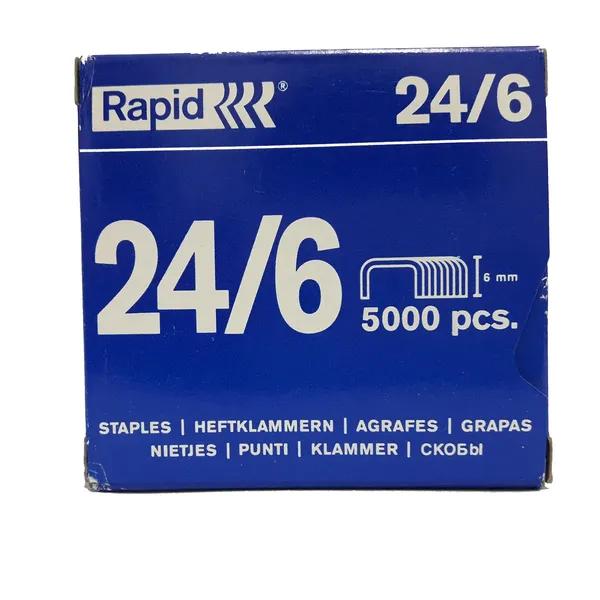 Rapid® 24/6
24/6
6 mm
5000 pcs.
STAPLES | HEFTKLAMMERN | AGRAFES | GRAPAS
NIETJES | PUNTI | KLAMMER | СКОБЫ